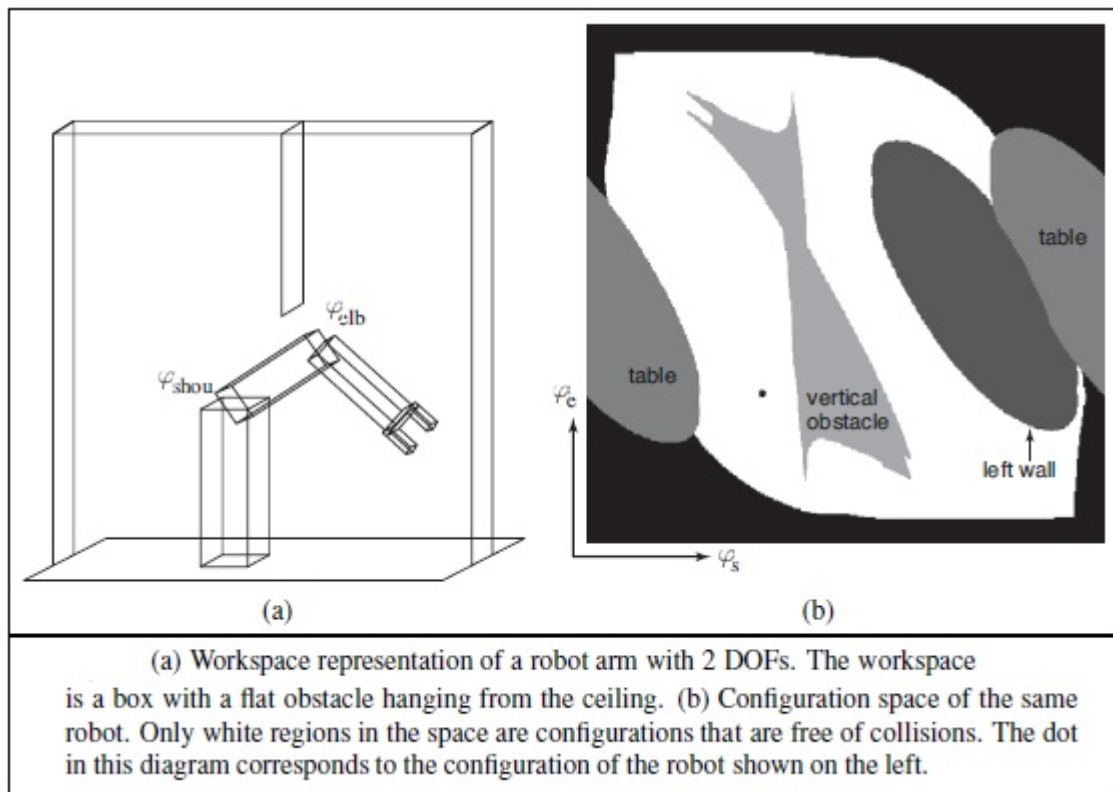 φelb
φshou
(a)
table
table
vertical
obstacle
left wall
φe
φs
(b)
(a) Workspace representation of a robot arm with 2 DOFs. The workspace
is a box with a flat obstacle hanging from the ceiling. (b) Configuration space of the same
robot. Only white regions in the space are configurations that are free of collisions. The dot
in this diagram corresponds to the configuration of the robot shown on the left.